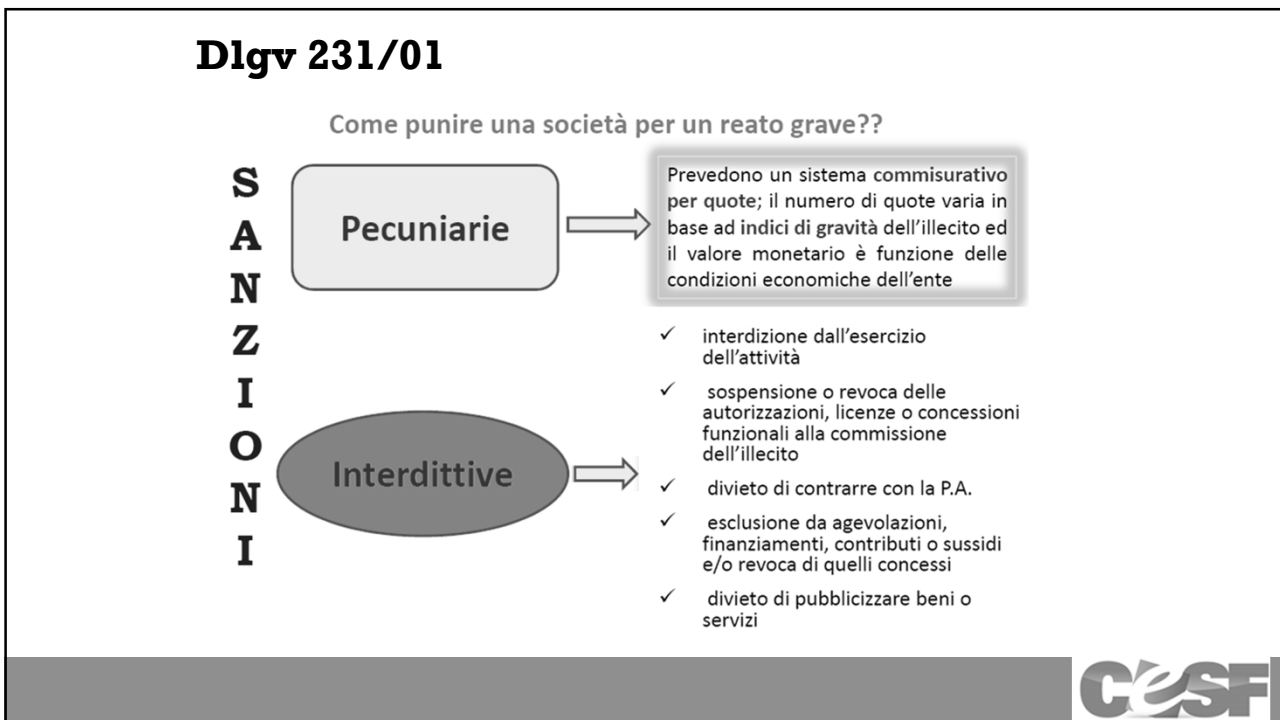 Dlgv 231/01
Come punire una società per un reato grave??
S
A
N
Z
I
O
N
I
Pecuniarie
Prevedono un sistema commisurativo
per quote; il numero di quote varia in
base ad indici di gravità dell'illecito ed
il valore monetario è funzione delle
condizioni economiche dell'ente
Interdittive
✓ interdizione dall'esercizio
dell'attività
✓ sospensione o revoca delle
autorizzazioni, licenze o concessioni
funzionali alla commissione
dell'illecito
✓ divieto di contrarre con la P.A.
✓ esclusione da agevolazioni,
finanziamenti, contributi o sussidi
e/o revoca di quelli concessi
✓ divieto di pubblicizzare beni o
servizi
CeSF